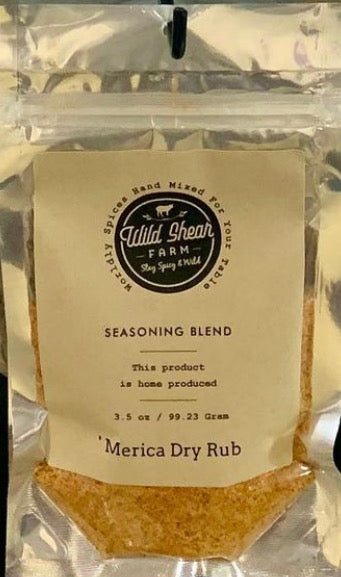 Worldly Spices Hand Mixed For Your Table
Wild Shear
FARM
Stay Spicy & Wild
SEASONING BLEND
This product
is home produced
3.5 oz / 99.23 Gram
'Merica Dry Rub